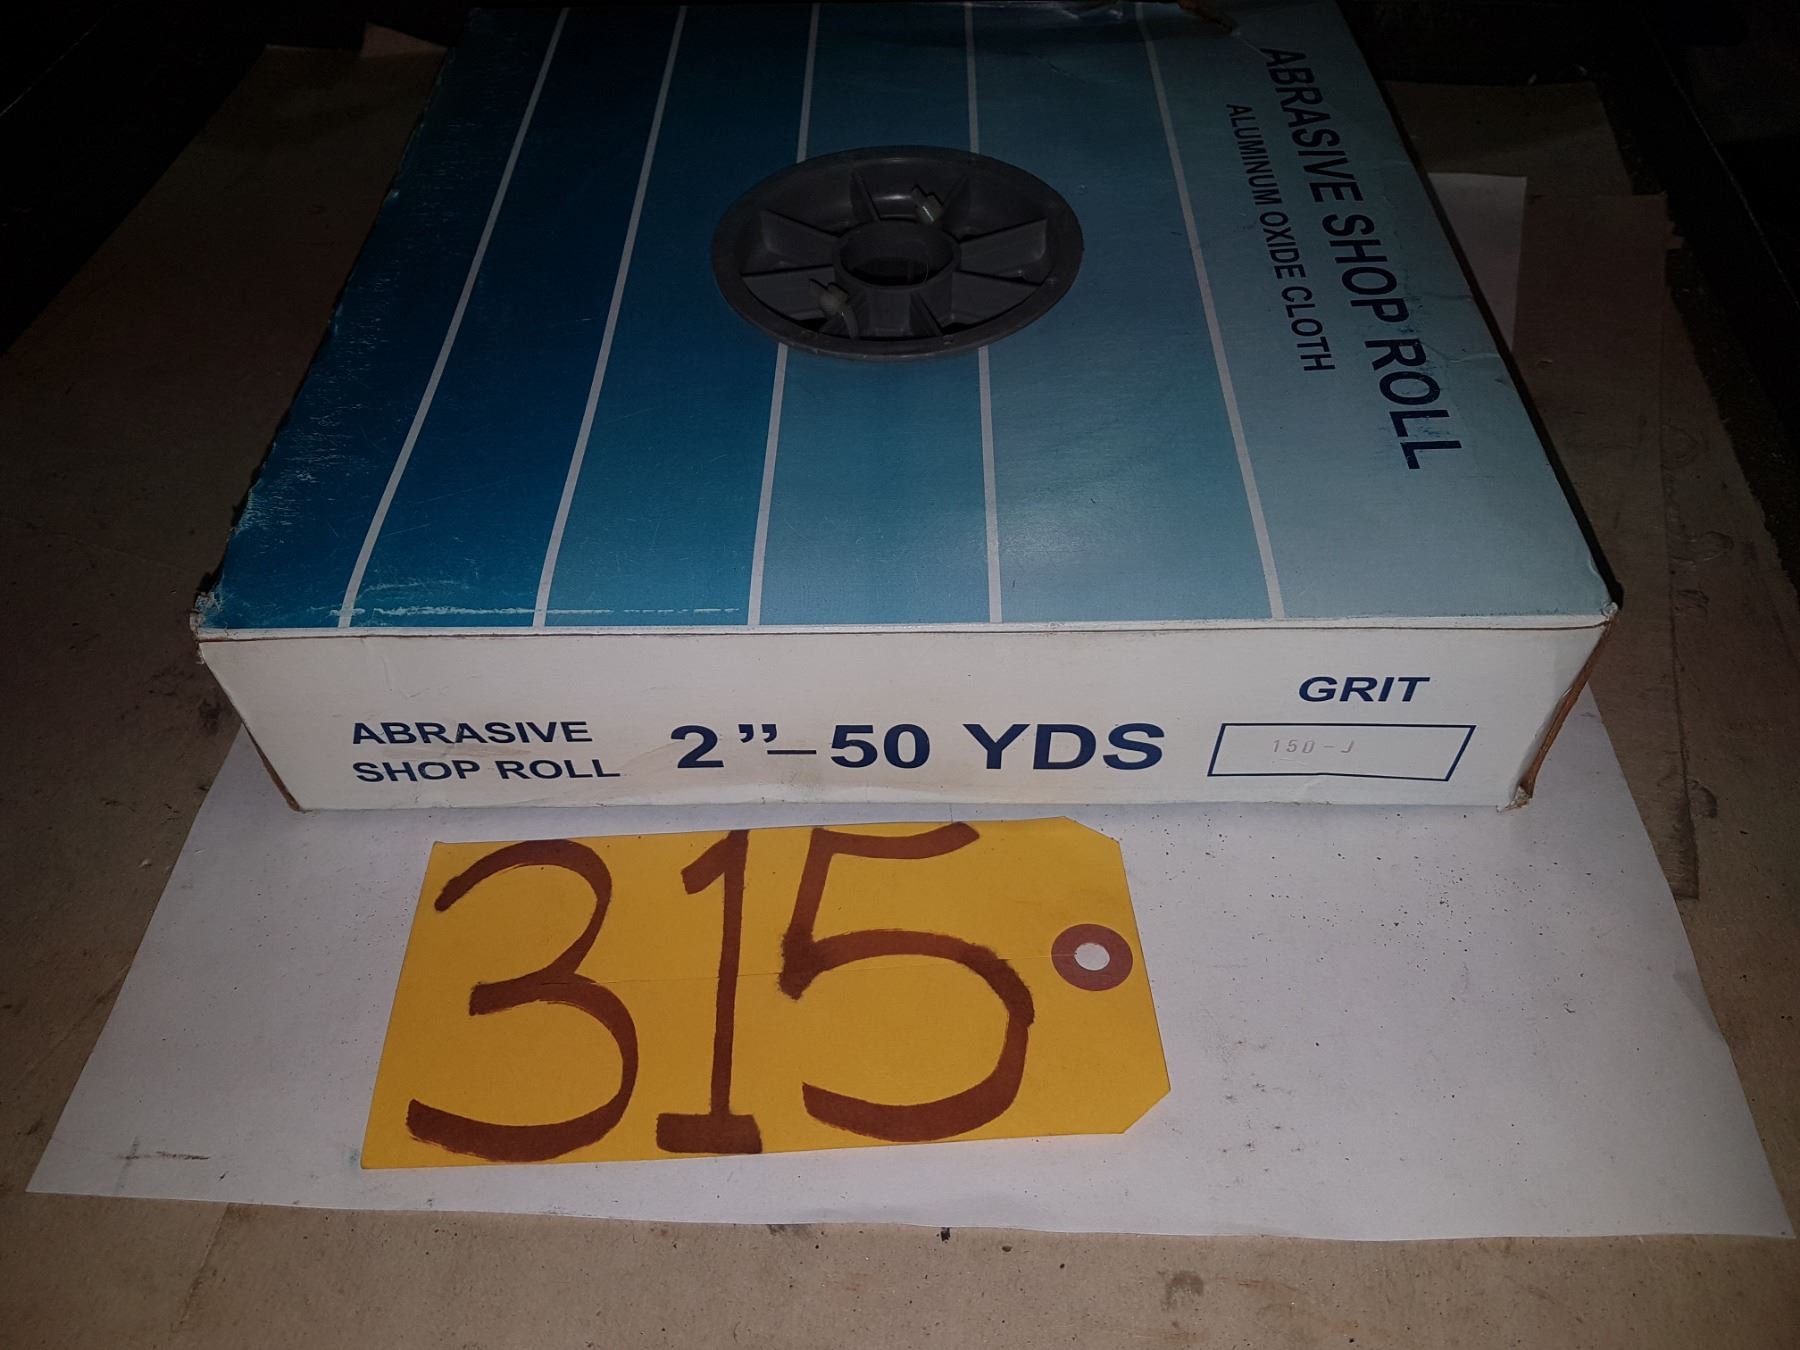 ABRASIVE SHOP ROLL
ALUMINUM OXIDE CLOTH
ABRASIVE
SHOP ROLL
2”–50 YDS
GRIT
150-J
315